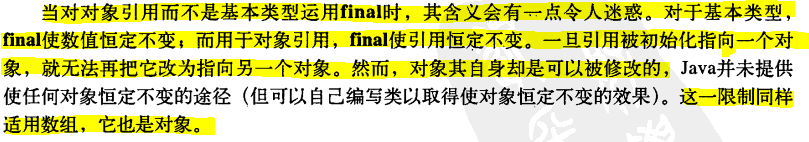 当对对象引用而不是基本类型运用final时，其含义会有一点令人迷惑。对于基本类型，
final使数值恒定不变；而用于对象引用，final使引用恒定不变。一旦引用被初始化指向一个对
象，就无法再把它改为指向另一个对象。然而，对象其自身却是可以被修改的，Java并未提供
使任何对象恒定不变的途径（但可以自己编写类以取得使对象恒定不变的效果）。这一限制同样
适用数组，它也是对象。